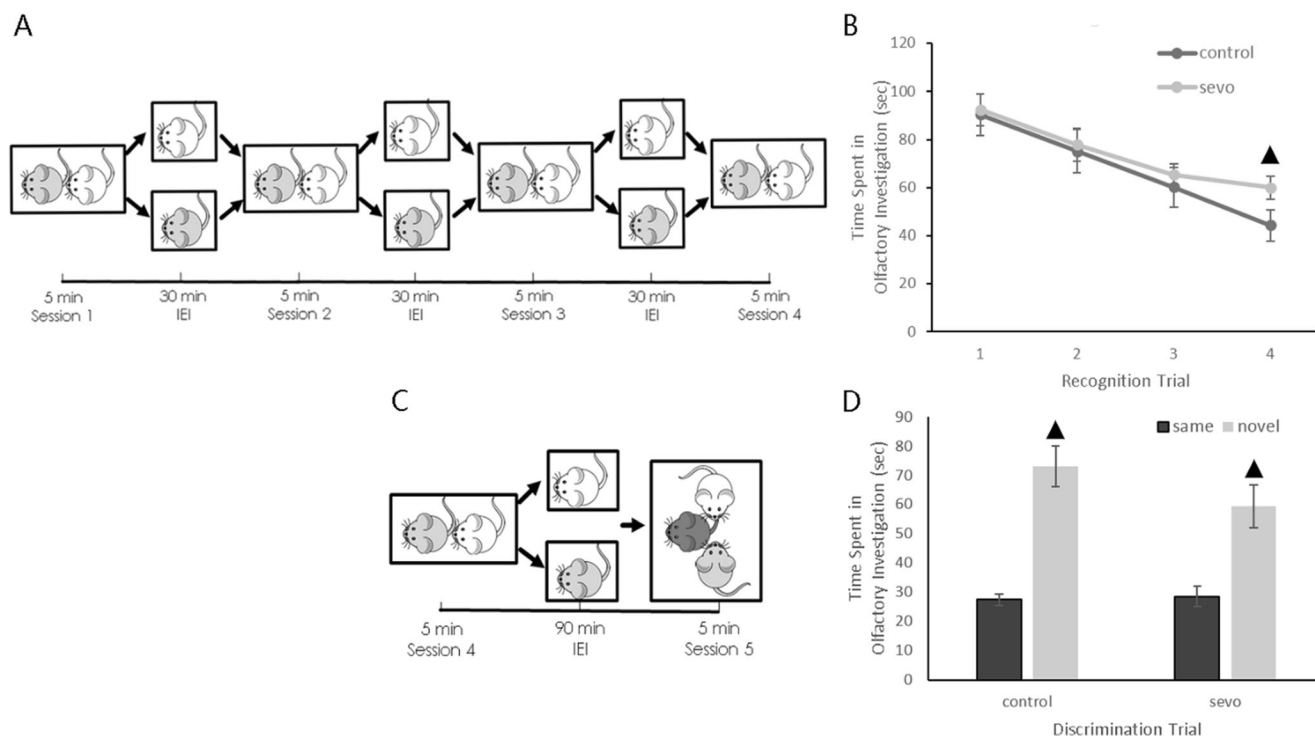 A
5 min
Session 1
30 min
IEI
5 min
Session 2
30 min
IEI
5 min
Session 3
30 min
IEI
5 min
Session 4
B
Time Spent in
Olfactory Investigation (sec)
120
100
80
60
40
20
0
control
sevo
1 2 3 4
Recognition Trial
C
5 min
Session 4
90 min
IEI
5 min
Session 5
D
Time Spent in
Olfactory Investigation (sec)
90
80
70
60
50
40
30
20
10
0
same novel
control sevo
Discrimination Trial